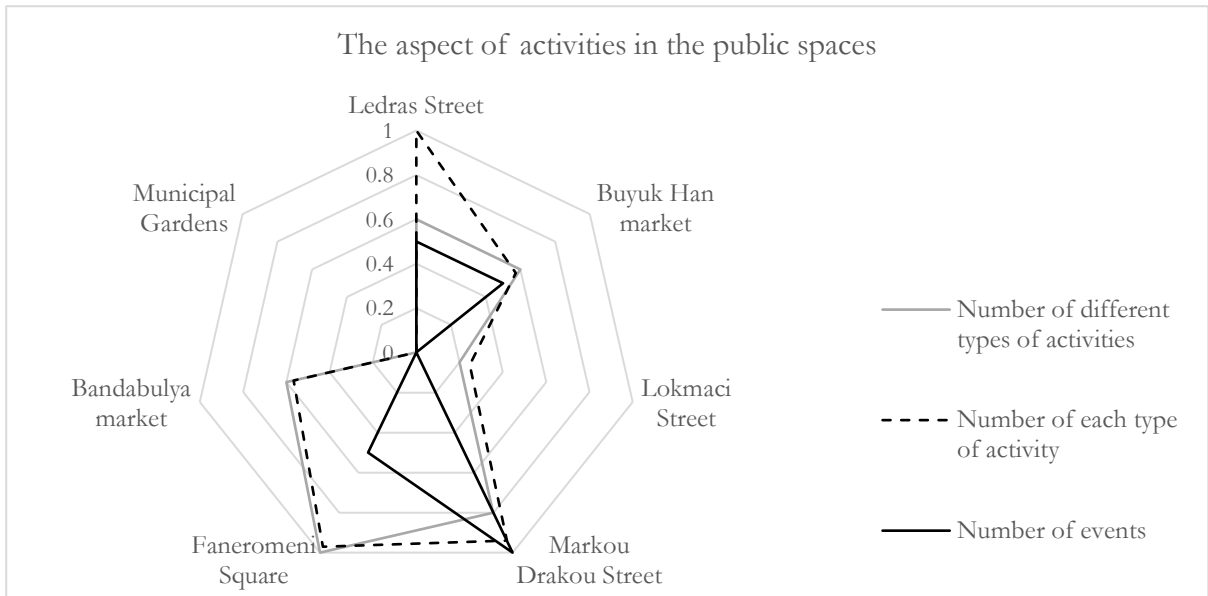 The aspect of activities in the public spaces
Ledras Street
1
0.8
0.6
0.4
0.2
0
Buyuk Han
market
Lokmaci
Street
Markou
Drakou Street
Faneromeni
Square
Bandabulya
market
Municipal
Gardens
Number of different
types of activities
Number of each type
of activity
Number of events